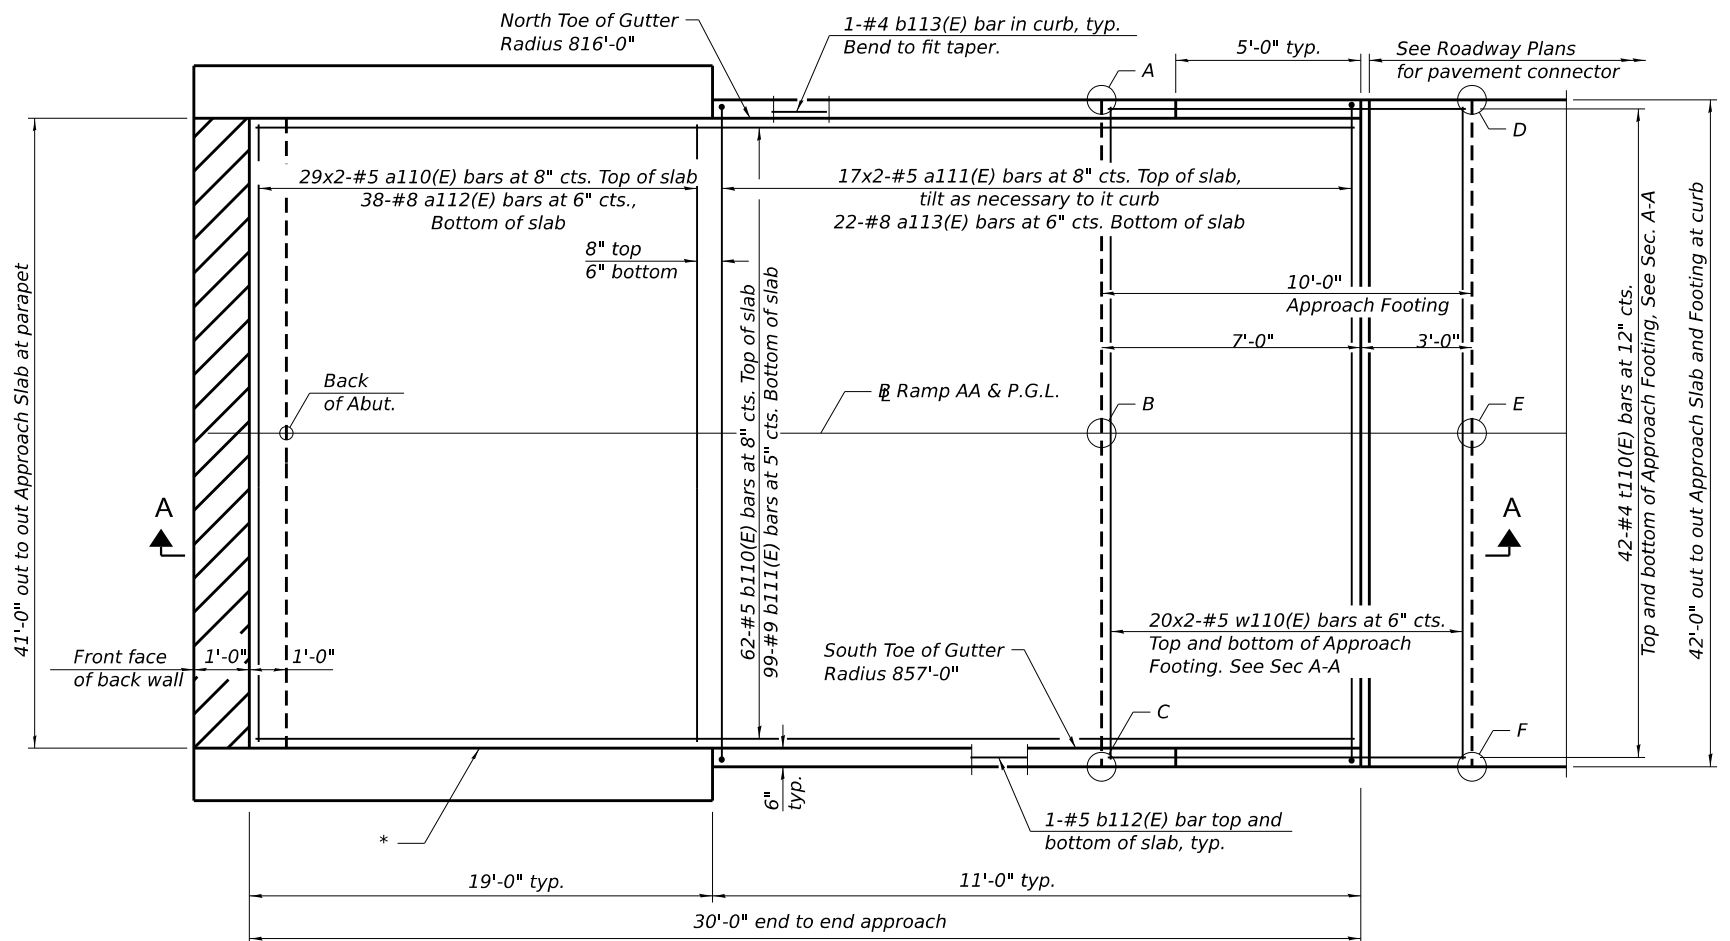 North Toe of Gutter
Radius 816'-0"
1-#4 b113(E) bar in curb, typ.
Bend to fit taper.
A
5'-0" typ.
See Roadway Plans
for pavement connector
D
29x2-#5 a110(E) bars at 8" cts. Top of slab
38-#8 a112(E) bars at 6" cts.,
Bottom of slab
17x2-#5 a111(E) bars at 8" cts. Top of slab,
tilt as necessary to it curb
22-#8 a113(E) bars at 6" cts. Bottom of slab
8" top
6" bottom
10'-0"
Approach Footing
7'-0"
3'-0"
41'-0" out to out Approach Slab at parapet
62-#5 b110(E) bars at 8" cts. Top of slab
99-#9 b111(E) bars at 5" cts. Bottom of slab
42-#4 t110(E) bars at 12" cts.
Top and bottom of Approach Footing, See Sec. A-A
42'-0" out to out Approach Slab and Footing at curb
Back
of Abut.
BL Ramp AA & P.G.L.
B
E
A
A
20x2-#5 w110(E) bars at 6" cts.
Top and bottom of Approach
Footing. See Sec A-A
South Toe of Gutter
Radius 857'-0"
Front face
of back wall
1'-0"
1'-0"
C
F
6"
typ.
*
1-#5 b112(E) bar top and
bottom of slab, typ.
19'-0" typ.
11'-0" typ.
30'-0" end to end approach